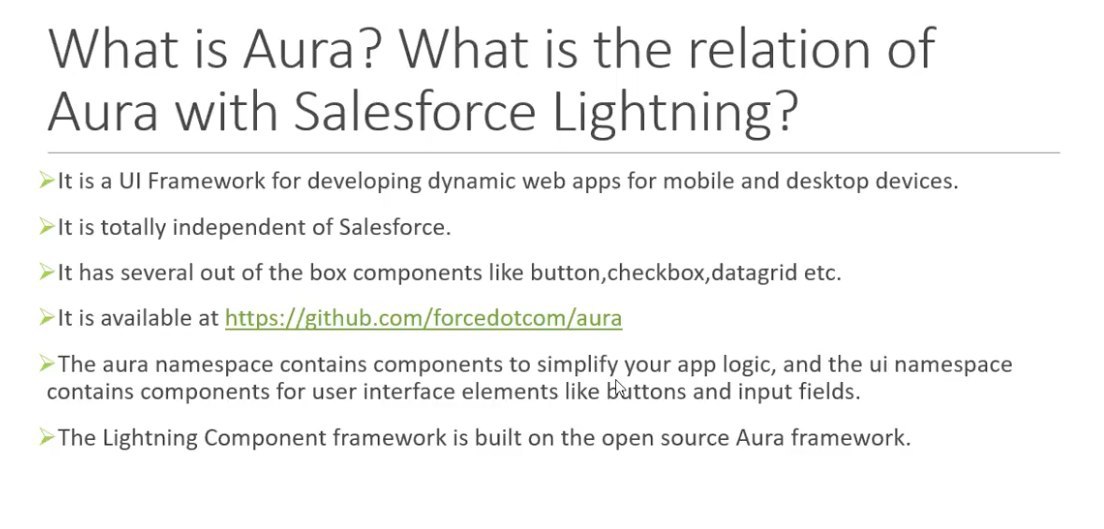 What is Aura? What is the relation of
Aura with Salesforce Lightning?
It is a UI Framework for developing dynamic web apps for mobile and desktop devices.
It is totally independent of Salesforce.
It has several out of the box components like button,checkbox,datagrid etc.
It is available at https://github.com/forcedotcom/aura
The aura namespace contains components to simplify your app logic, and the ui namespace
contains components for user interface elements like buttons and input fields.
The Lightning Component framework is built on the open source Aura framework.